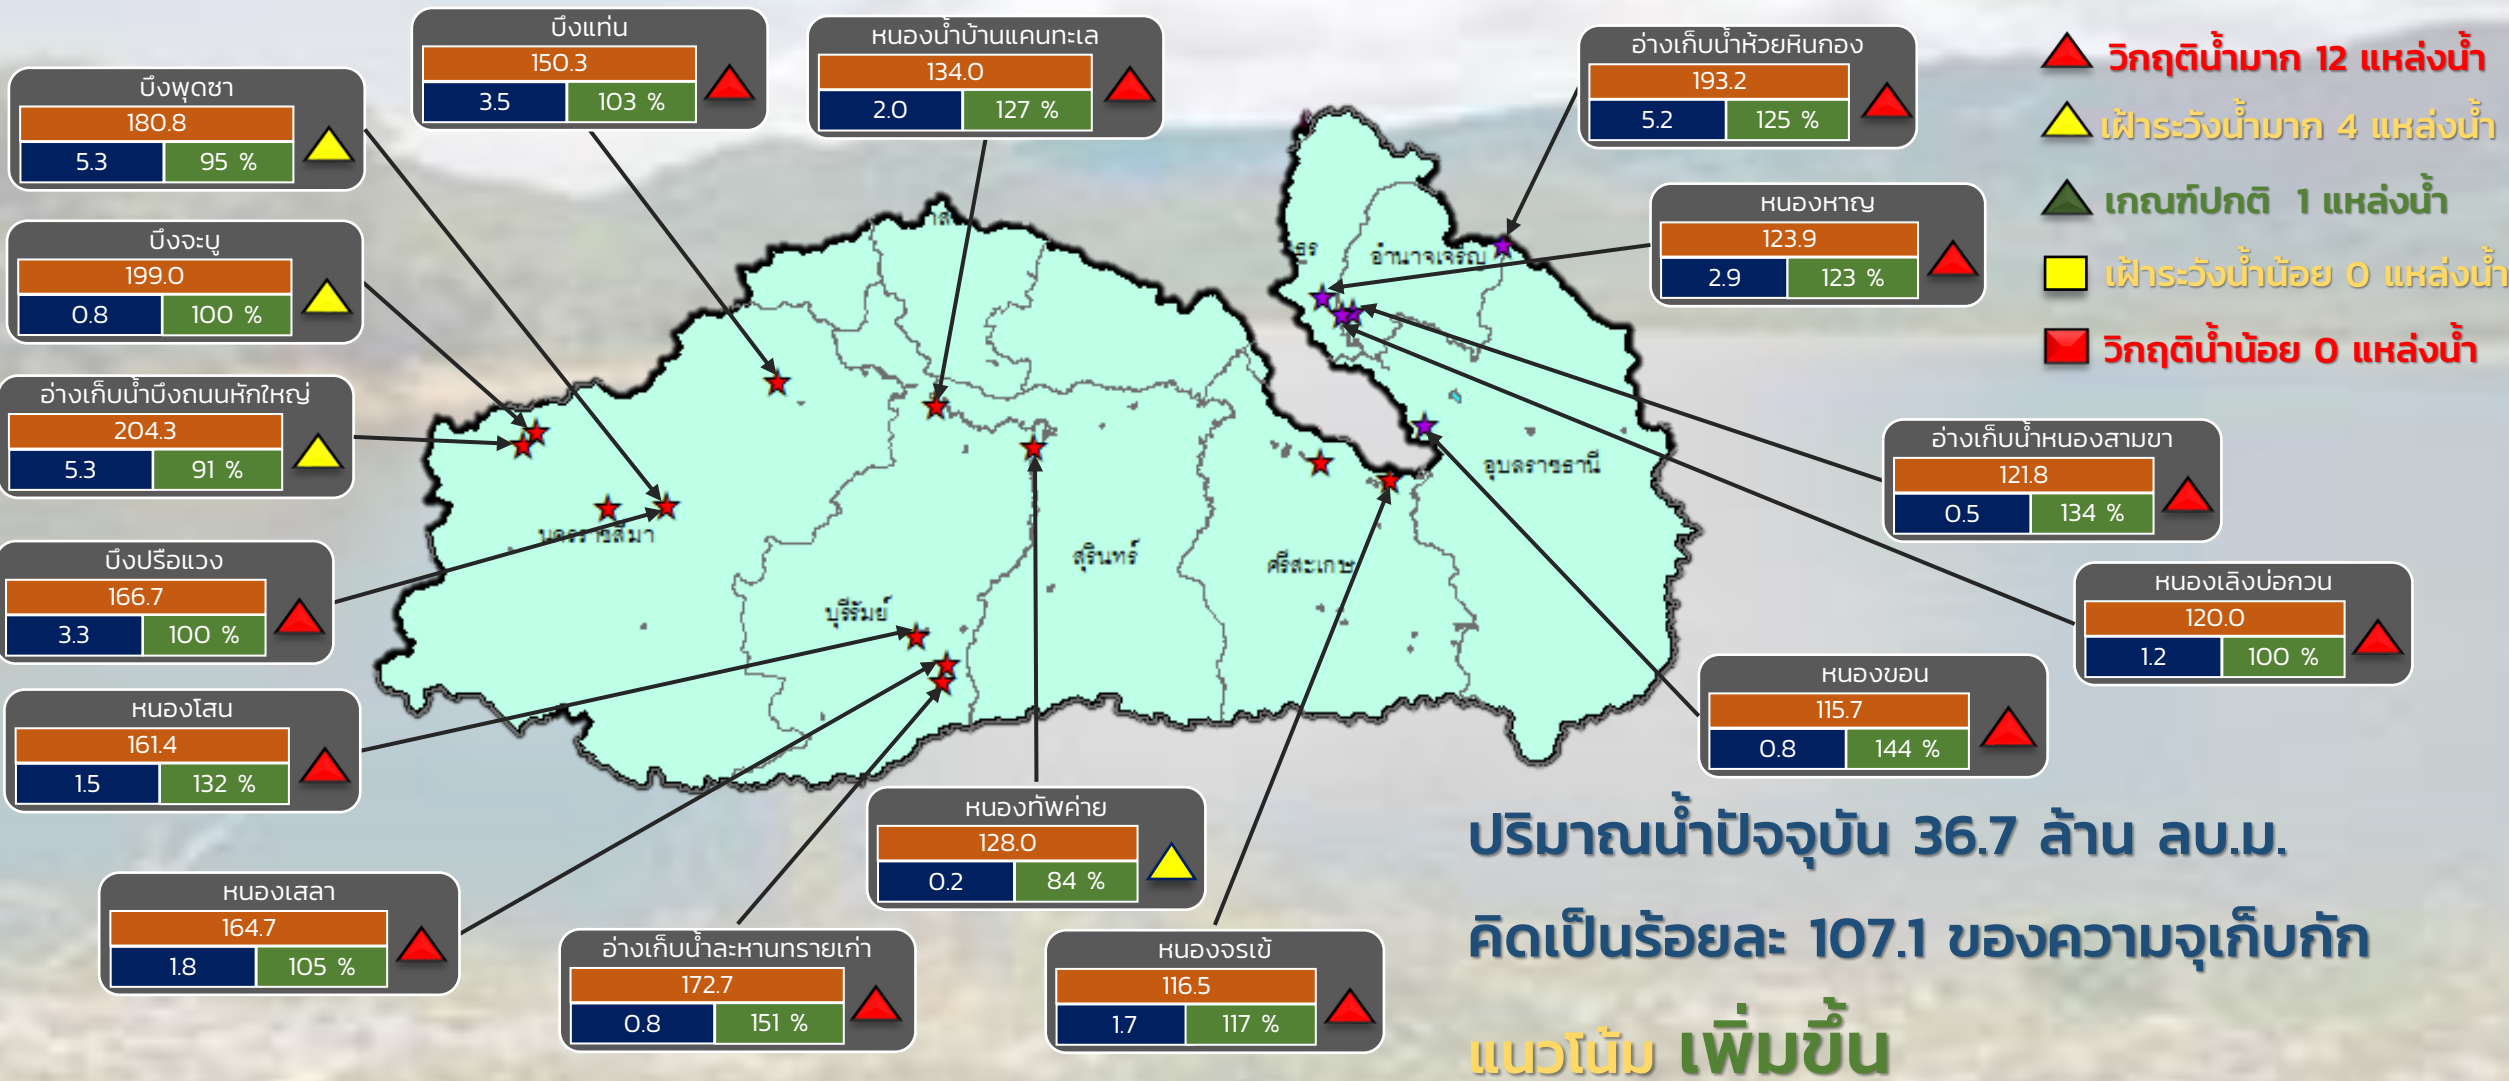 บึงแท่น
150.3
3.5 103 %
หนองน้ำบ้านแคนทะเล
134.0
2.0 127 %
อ่างเก็บน้ำห้วยหินกอง
193.2
5.2 125 %
วิกฤติน้ำมาก 12 แหล่งน้ำ
เฝ้าระวังน้ำมาก 4 แหล่งน้ำ
เกณฑ์ปกติ 1 แหล่งน้ำ
เฝ้าระวังน้ำน้อย 0 แหล่งน้ำ
วิกฤติน้ำน้อย 0 แหล่งน้ำ
บึงพุดซา
180.8
5.3 95 %
บึงจะบู
199.0
0.8 100 %
อ่างเก็บน้ำบึงถนนหักใหญ่
204.3
5.3 91 %
บึงปรือแวง
166.7
3.3 100 %
หนองโสน
161.4
1.5 132 %
หนองเสลา
164.7
1.8 105 %
อ่างเก็บน้ำละหานทรายเก่า
172.7
0.8 151 %
หนองทัพค่าย
128.0
0.2 84 %
หนองจรเข้
116.5
1.7 117 %
หนองหาญ
123.9
2.9 123 %
อ่างเก็บน้ำหนองสามขา
121.8
0.5 134 %
หนองเลิงบ่อกวน
120.0
1.2 100 %
หนองขอน
115.7
0.8 144 %
อำนาจเจริญ
อุบลราชธานี
นครราชสีมา
สุรินทร์
ศรีสะเกษ
บุรีรัมย์
ปริมาณน้ำปัจจุบัน 36.7 ล้าน ลบ.ม.
คิดเป็นร้อยละ 107.1 ของความจุเก็บกัก
แนวโน้ม เพิ่มขึ้น